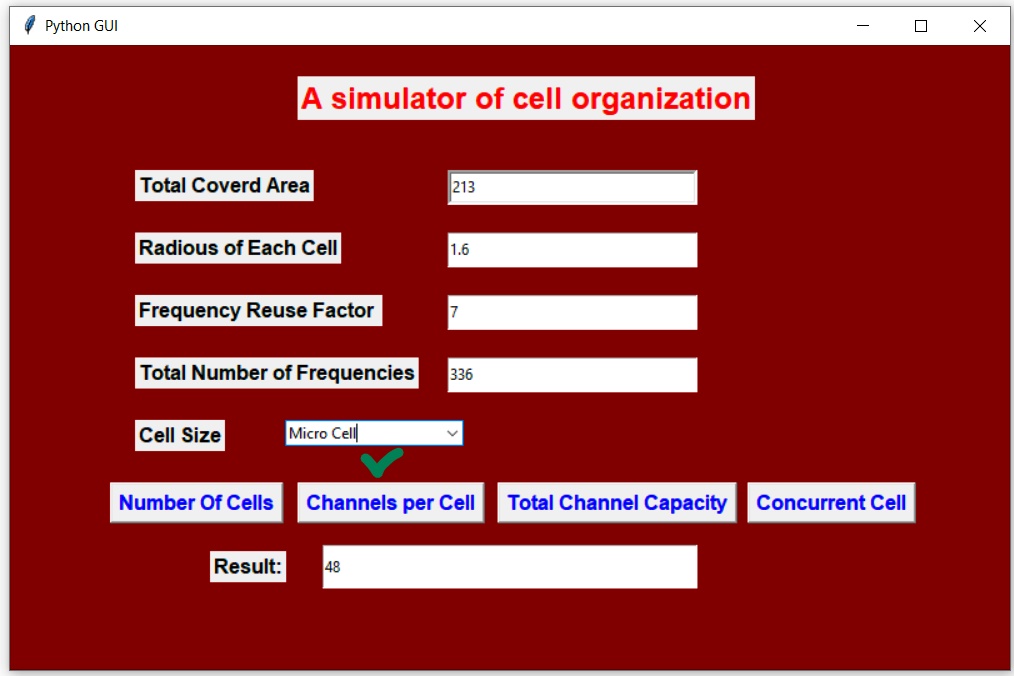 Python GUI
A simulator of cell organization
Total Coverd Area 213
Radious of Each Cell 1.6
Frequency Reuse Factor 7
Total Number of Frequencies 336
Cell Size Micro Cell
Number Of Cells Channels per Cell Total Channel Capacity Concurrent Cell
Result: 48